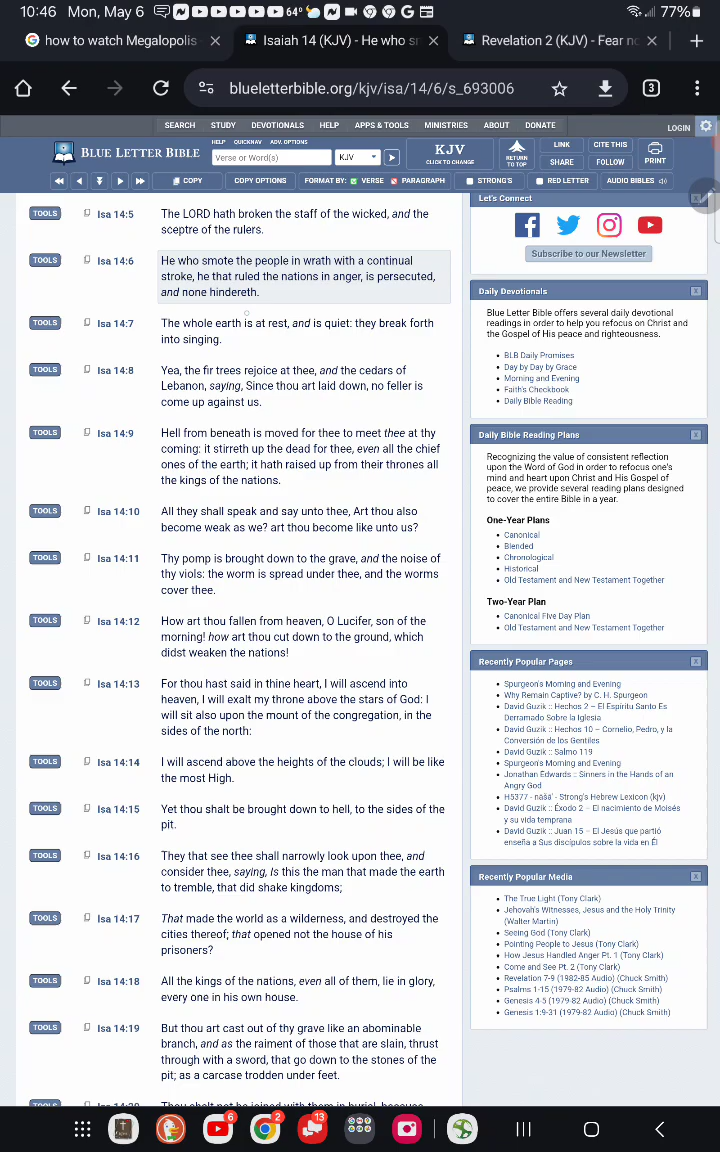 10:46 Mon, May 6 64° 77%
how to watch Megalopolis
Isaiah 14 (KJV) - He who sm
Revelation 2 (KJV) - Fear no
blueletterbible.org/kjv/isa/14/6/s_693006
3
SEARCH STUDY DEVOTIONALS HELP APPS & TOOLS MINISTRIES ABOUT DONATE LOGIN
BLUE LETTER BIBLE
HELP QUICKNAV ADV. OPTIONS
Verse or Word(s) KJV
KJV
CLICK TO CHANGE
RETURN
TO TOP
LINK CITE THIS
SHARE FOLLOW
PRINT
COPY COPY OPTIONS FORMAT BY: VERSE PARAGRAPH STRONG'S RED LETTER AUDIO BIBLES
TOOLS Isa 14:5 The LORD hath broken the staff of the wicked, and the
sceptre of the rulers.
TOOLS Isa 14:6 He who smote the people in wrath with a continual
stroke, he that ruled the nations in anger, is persecuted,
and none hindereth.
TOOLS Isa 14:7 The whole earth is at rest, and is quiet: they break forth
into singing.
TOOLS Isa 14:8 Yea, the fir trees rejoice at thee, and the cedars of
Lebanon, saying, Since thou art laid down, no feller is
come up against us.
TOOLS Isa 14:9 Hell from beneath is moved for thee to meet thee at thy
coming: it stirreth up the dead for thee, even all the chief
ones of the earth; it hath raised up from their thrones all
the kings of the nations.
TOOLS Isa 14:10 All they shall speak and say unto thee, Art thou also
become weak as we? art thou become like unto us?
TOOLS Isa 14:11 Thy pomp is brought down to the grave, and the noise of
thy viols: the worm is spread under thee, and the worms
cover thee.
TOOLS Isa 14:12 How art thou fallen from heaven, O Lucifer, son of the
morning! how art thou cut down to the ground, which
didst weaken the nations!
TOOLS Isa 14:13 For thou hast said in thine heart, I will ascend into
heaven, I will exalt my throne above the stars of God: I
will sit also upon the mount of the congregation, in the
sides of the north:
TOOLS Isa 14:14 I will ascend above the heights of the clouds; I will be like
the most High.
TOOLS Isa 14:15 Yet thou shalt be brought down to hell, to the sides of the
pit.
TOOLS Isa 14:16 They that see thee shall narrowly look upon thee, and
consider thee, saying, Is this the man that made the earth
to tremble, that did shake kingdoms;
TOOLS Isa 14:17 That made the world as a wilderness, and destroyed the
cities thereof; that opened not the house of his
prisoners?
TOOLS Isa 14:18 All the kings of the nations, even all of them, lie in glory,
every one in his own house.
TOOLS Isa 14:19 But thou art cast out of thy grave like an abominable
branch, and as the raiment of those that are slain, thrust
through with a sword, that go down to the stones of the
pit; as a carcase trodden under feet.
Let's Connect
Subscribe to our Newsletter
Daily Devotionals X
Blue Letter Bible offers several daily devotional
readings in order to help you refocus on Christ and
the Gospel of His peace and righteousness.
BLB Daily Promises
Day by Day by Grace
Morning and Evening
Faith's Checkbook
Daily Bible Reading
Daily Bible Reading Plans X
Recognizing the value of consistent reflection
upon the Word of God in order to refocus one's
mind and heart upon Christ and His Gospel of
peace, we provide several reading plans designed
to cover the entire Bible in a year.
One-Year Plans
Canonical
Blended
Chronological
Historical
Old Testament and New Testament Together
Two-Year Plan
Canonical Five Day Plan
Old Testament and New Testament Together
Recently Popular Pages X
Spurgeon's Morning and Evening
Why Remain Captive? by C. H. Spurgeon
David Guzik :: Hechos 2 – El Espíritu Santo Es
Derramado Sobre la Iglesia
David Guzik :: Hechos 10 – Cornelio, Pedro, y la
Conversión de los Gentiles
David Guzik :: Salmo 119
Spurgeon's Morning and Evening
Jonathan Edwards :: Sinners in the Hands of an
Angry God
H5377 - nāšā' - Strong's Hebrew Lexicon (kjv)
David Guzik :: Éxodo 2 – El nacimiento de Moisés
y su vida temprana
David Guzik :: Juan 15 – El Jesús que partió
enseña a Sus discípulos sobre la vida en Él
Recently Popular Media X
The True Light (Tony Clark)
Jehovah's Witnesses, Jesus and the Holy Trinity
(Walter Martin)
Seeing God (Tony Clark)
Pointing People to Jesus (Tony Clark)
How Jesus Handled Anger Pt. 1 (Tony Clark)
Come and See Pt. 2 (Tony Clark)
Revelation 7-9 (1982-85 Audio) (Chuck Smith)
Psalms 1-15 (1979-82 Audio) (Chuck Smith)
Genesis 4-5 (1979-82 Audio) (Chuck Smith)
Genesis 1:9-31 (1979-82 Audio) (Chuck Smith)
6 2 13